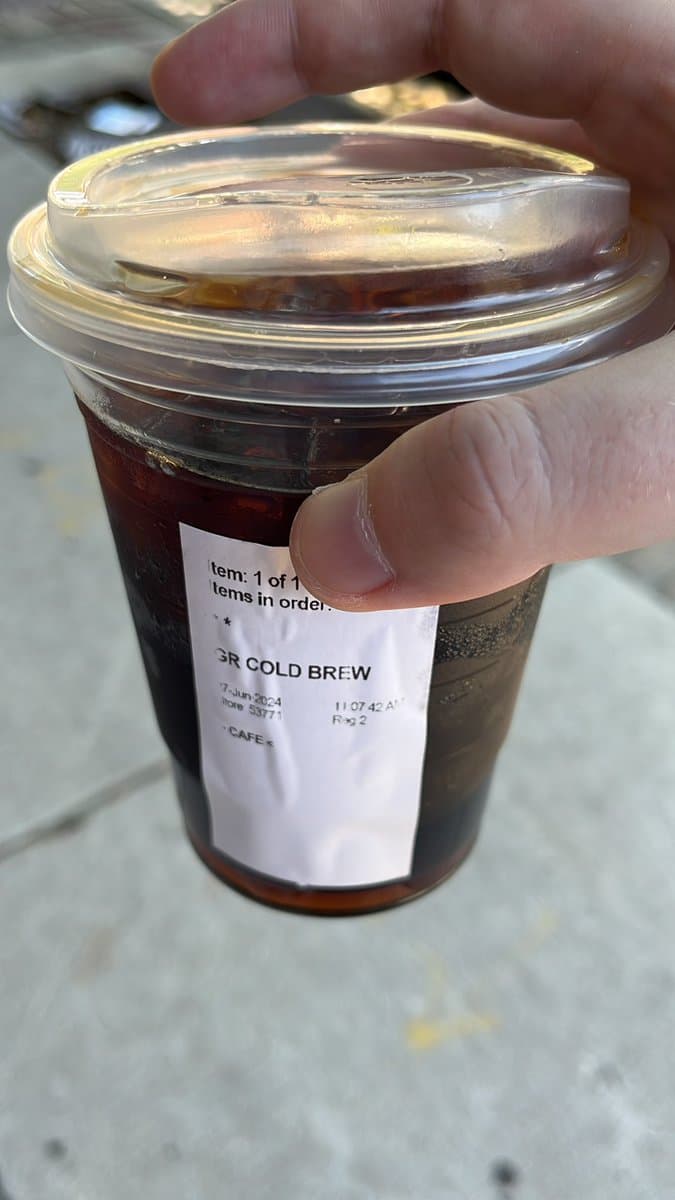 tem: 1 of 1
tems in order:
*
GR COLD BREW
7-Jun-2024 11:07:42 AM
tore 53771 Reg 2
CAFE <